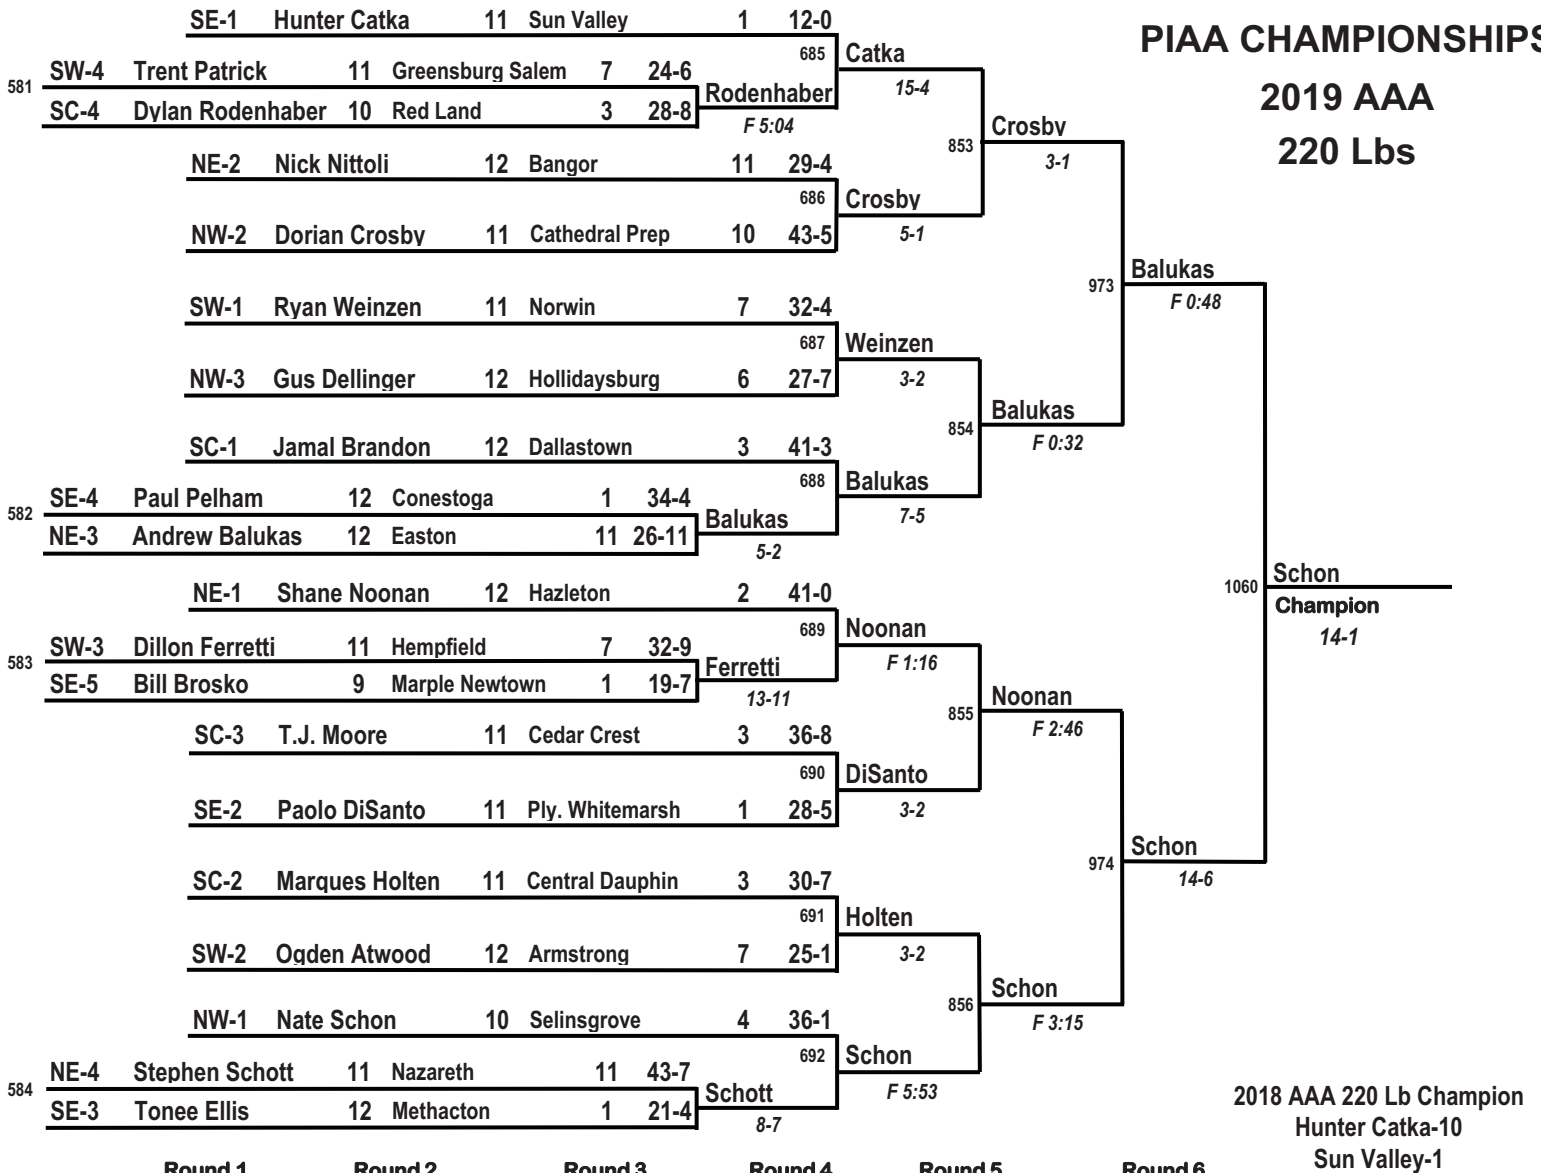 PIAA CHAMPIONSHIPS
2019 AAA
220 Lbs
SE-1 Hunter Catka 11 Sun Valley 1 12-0
685 Catka
15-4
581 SW-4 Trent Patrick 11 Greensburg Salem 7 24-6
SC-4 Dylan Rodenhaber 10 Red Land 3 28-8
Rodenhaber
F 5:04
853 Crosby
3-1
NE-2 Nick Nittoli 12 Bangor 11 29-4
686 Crosby
5-1
NW-2 Dorian Crosby 11 Cathedral Prep 10 43-5
973 Balukas
F 0:48
SW-1 Ryan Weinzen 11 Norwin 7 32-4
687 Weinzen
3-2
NW-3 Gus Dellinger 12 Hollidaysburg 6 27-7
854 Balukas
F 0:32
SC-1 Jamal Brandon 12 Dallastown 3 41-3
688 Balukas
7-5
582 SE-4 Paul Pelham 12 Conestoga 1 34-4
NE-3 Andrew Balukas 12 Easton 11 26-11
Balukas
5-2
1060 Schon
Champion
14-1
NE-1 Shane Noonan 12 Hazleton 2 41-0
689 Noonan
F 1:16
583 SW-3 Dillon Ferretti 11 Hempfield 7 32-9
SE-5 Bill Brosko 9 Marple Newtown 1 19-7
Ferretti
13-11
855 Noonan
F 2:46
SC-3 T.J. Moore 11 Cedar Crest 3 36-8
690 DiSanto
3-2
SE-2 Paolo DiSanto 11 Ply. Whitemarsh 1 28-5
974 Schon
14-6
SC-2 Marques Holten 11 Central Dauphin 3 30-7
691 Holten
3-2
SW-2 Ogden Atwood 12 Armstrong 7 25-1
856 Schon
F 3:15
NW-1 Nate Schon 10 Selinsgrove 4 36-1
692 Schon
F 5:53
584 NE-4 Stephen Schott 11 Nazareth 11 43-7
SE-3 Tonee Ellis 12 Methacton 1 21-4
Schott
8-7
2018 AAA 220 Lb Champion
Hunter Catka-10
Sun Valley-1
Round 1 Round 2 Round 3 Round 4 Round 5 Round 6